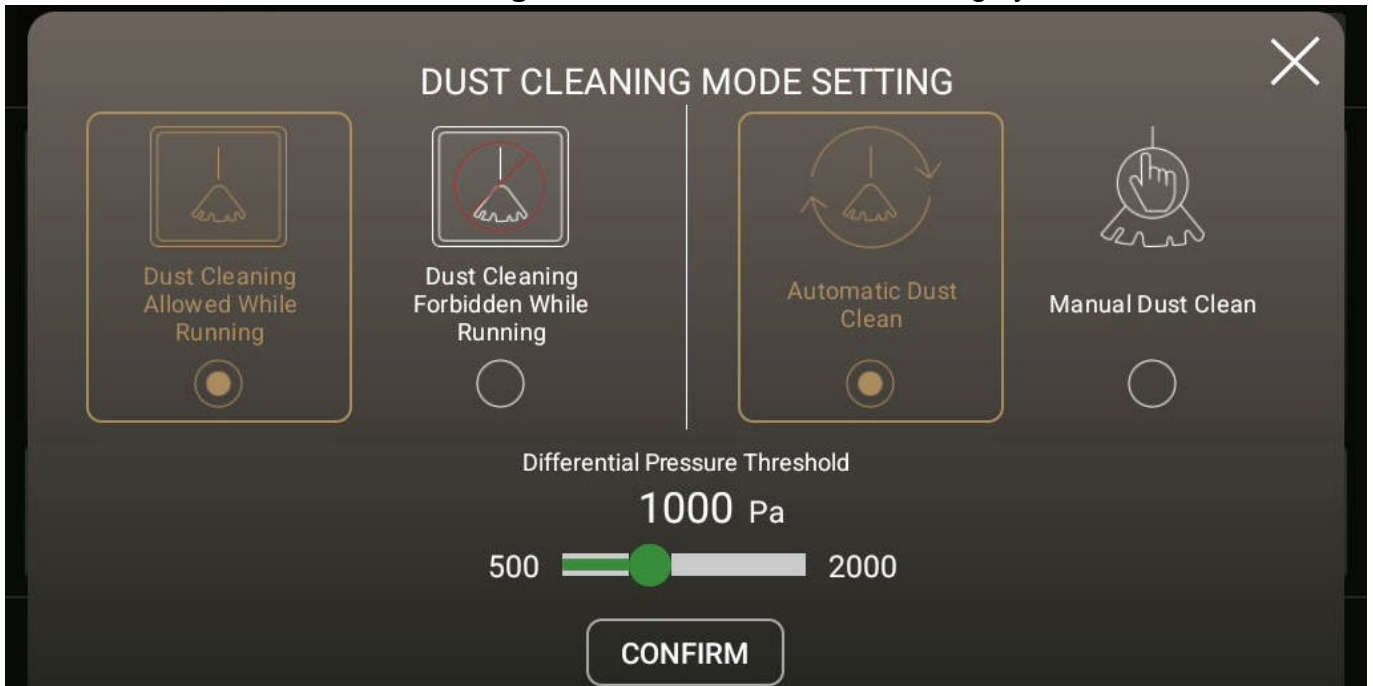 DUST CLEANING MODE SETTING
Dust Cleaning
Allowed While
Running
Dust Cleaning
Forbidden While
Running
Automatic Dust
Clean
Manual Dust Clean
Differential Pressure Threshold
1000 Pa
500 2000
CONFIRM